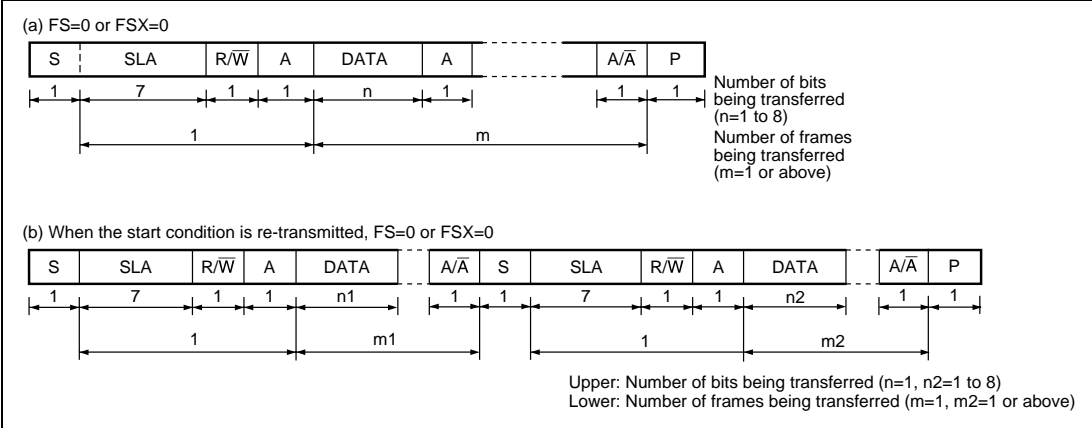 (a) FS=0 or FSX=0
S SLA R/W̅ A DATA A A/A̅ P
1 7 1 1 n 1 1 1
Number of bits
being transferred
(n=1 to 8)
1 m
Number of frames
being transferred
(m=1 or above)
(b) When the start condition is re-transmitted, FS=0 or FSX=0
S SLA R/W̅ A DATA A/A̅ S SLA R/W̅ A DATA A/A̅ P
1 7 1 1 n1 1 1 7 1 1 n2 1 1
1 m1 1 m2
Upper: Number of bits being transferred (n=1, n2=1 to 8)
Lower: Number of frames being transferred (m=1, m2=1 or above)